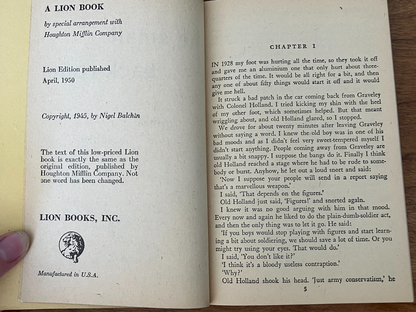 A LION BOOK
by special arrangement with
Houghton Mifflin Company
Lion Edition published
April, 1950
Copyright, 1945, by Nigel Balchin
The text of this low-priced Lion
book is exactly the same as the
original edition, published by
Houghton Mifflin Company. Not
one word has been changed.
LION BOOKS, INC.
Manufactured in U.S.A.
CHAPTER I
IN 1928 my foot was hurting all the time, so they took it off
and gave me an aluminium one that only hurt about three-
quarters of the time. It would be all right for a bit, and then
any one of about fifty things would start it off and it would
give me hell.
It struck a bad patch in the car coming back from Graveley
with Colonel Holland. I tried kicking my shin with the heel
of my other foot, which sometimes helped. But that meant
wriggling about, and old Holland glared, so I stopped.
We drove for about twenty minutes after leaving Graveley
without saying a word. I knew the old boy was in one of his
bad moods and as I didn't feel very sweet-tempered myself I
didn't start anything. People coming away from Graveley are
usually a bit snappy. I suppose the bangs do it. Finally I think
old Holland reached a stage where he had to be rude to some-
body or burst. Anyhow, he let out a loud snort and said:
'Now I suppose your people will send in a report saying
that's a marvellous weapon.'
I said, 'That depends on the figures.'
Old Holland just said, 'Figures!' and snorted again.
I knew it was no good arguing with him in that mood.
Every now and again he liked to do the plain-dumb-soldier act,
and then the only thing was to let it go. He said:
'If you boys would stop playing with figures and start learn-
ing a bit about soldiering, we should save a lot of time. Or you
might try using your eyes. That would do.'
I said, 'You don't like it?'
'I think it's a bloody useless contraption.'
'Why?'
Old Holland shook his head. 'Just army conservatism,' he
5